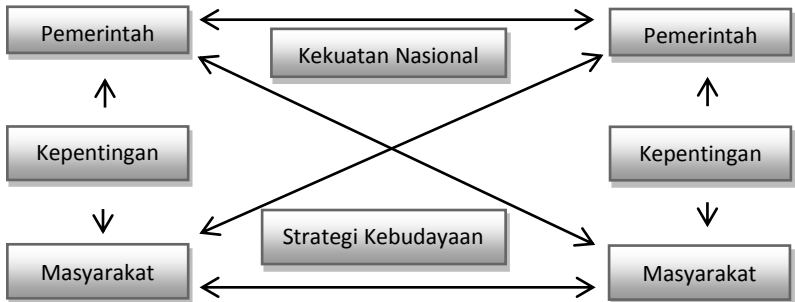 Pemerintah
Pemerintah
Kekuatan Nasional
Kepentingan
Kepentingan
Strategi Kebudayaan
Masyarakat
Masyarakat